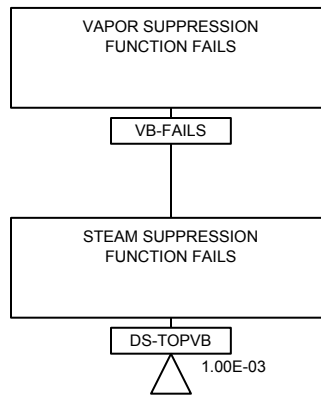 VAPOR SUPPRESSION
FUNCTION FAILS
VB-FAILS
STEAM SUPPRESSION
FUNCTION FAILS
DS-TOPVB
1.00E-03